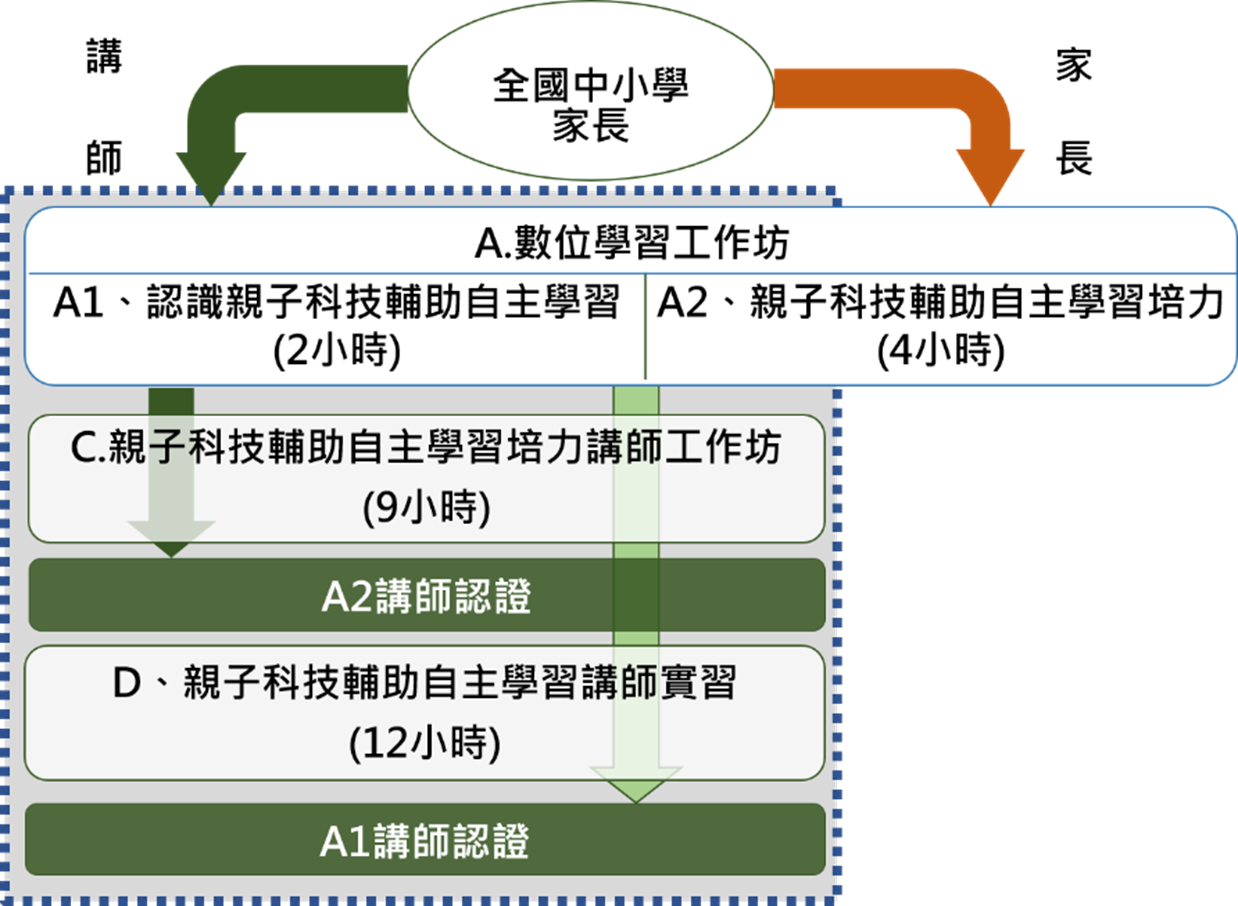 講師
全國中小學
家長
家長
A.數位學習工作坊
A1、認識親子科技輔助自主學習
(2小時)
A2、親子科技輔助自主學習培力
(4小時)
C.親子科技輔助自主學習培力講師工作坊
(9小時)
A2講師認證
D、親子科技輔助自主學習講師實習
(12小時)
A1講師認證